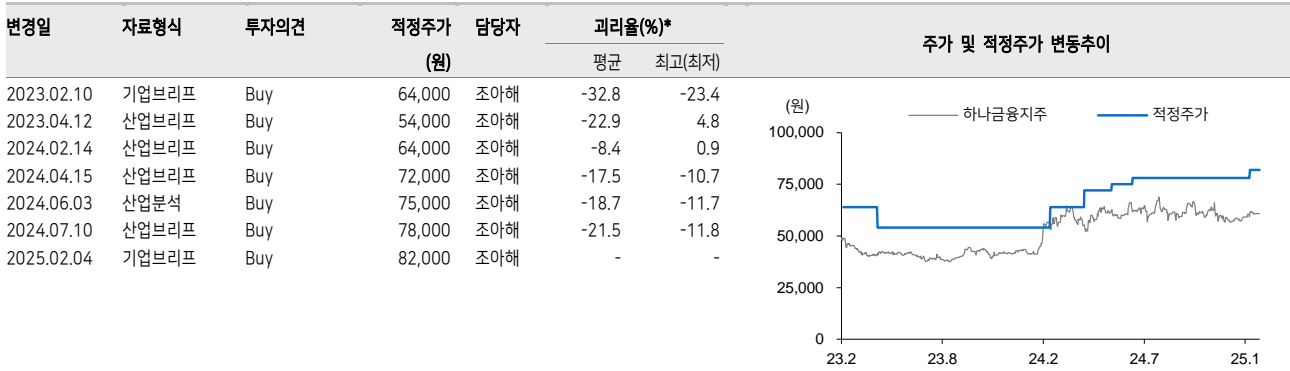 변경일 자료형식 투자의견 적정주가 담당자 괴리율(%)* 주가 및 적정주가 변동추이
(원) 평균 최고(최저)
2023.02.10 기업브리프 Buy 64,000 조아해 -32.8 -23.4
2023.04.12 산업브리프 Buy 54,000 조아해 -22.9 4.8
2024.02.14 산업브리프 Buy 64,000 조아해 -8.4 0.9
2024.04.15 산업브리프 Buy 72,000 조아해 -17.5 -10.7
2024.06.03 산업분석 Buy 75,000 조아해 -18.7 -11.7
2024.07.10 산업브리프 Buy 78,000 조아해 -21.5 -11.8
2025.02.04 기업브리프 Buy 82,000 조아해 - -
(원) 하나금융지주 적정주가
100,000
75,000
50,000
25,000
0
23.2 23.8 24.2 24.7 25.1